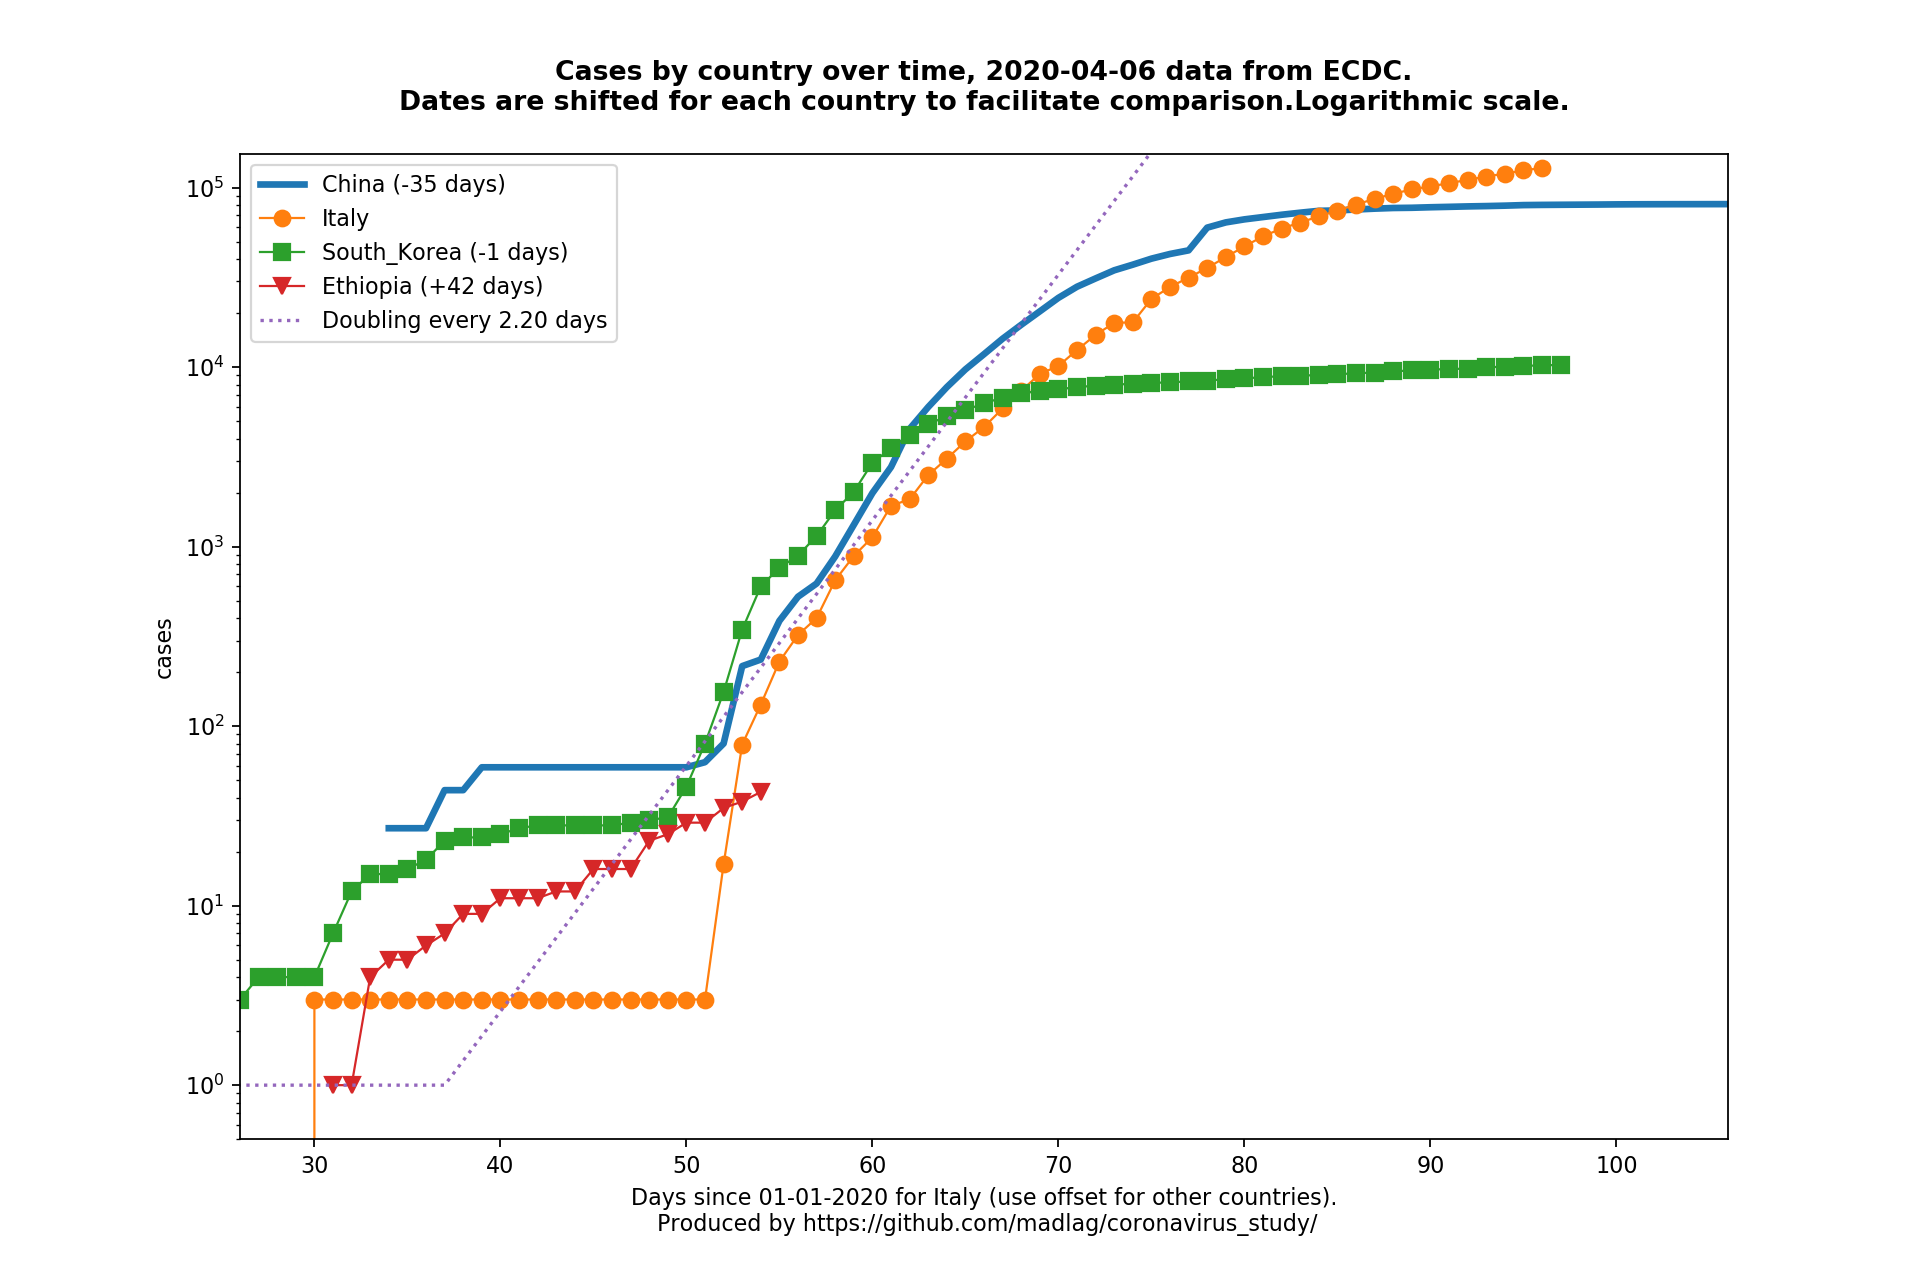 Cases by country over time, 2020-04-06 data from ECDC.
Dates are shifted for each country to facilitate comparison.Logarithmic scale.
China (-35 days)
Italy
South_Korea (-1 days)
Ethiopia (+42 days)
Doubling every 2.20 days
10^5
10^4
10^3
10^2
10^1
10^0
cases
30 40 50 60 70 80 90 100
Days since 01-01-2020 for Italy (use offset for other countries).
Produced by https://github.com/madlag/coronavirus_study/